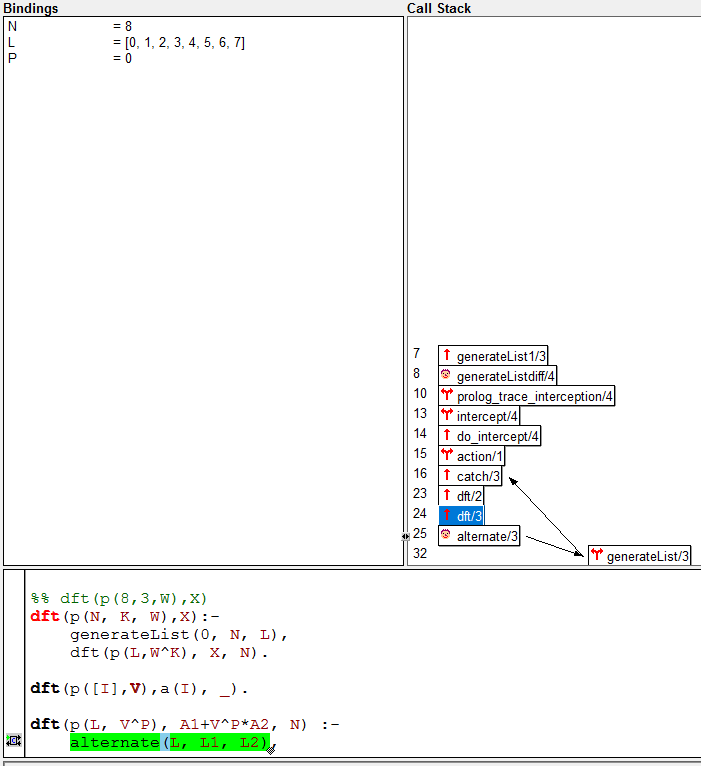 Bindings
N = 8
L = [0, 1, 2, 3, 4, 5, 6, 7]
P = 0
Call Stack
7 generateList1/3
8 generateListdiff/4
10 prolog_trace_interception/4
13 intercept/4
14 do_intercept/4
15 action/1
16 catch/3
23 dft/2
24 dft/3
25 alternate/3
32 generateList/3
%% dft(p(8,3,W),X)
dft(p(N, K, W),X):-
generateList(0, N, L),
dft(p(L,W^K), X, N).
dft(p([I],V),a(I), _).
dft(p(L, V^P), A1+V^P*A2, N) :-
alternate(L, L1, L2),